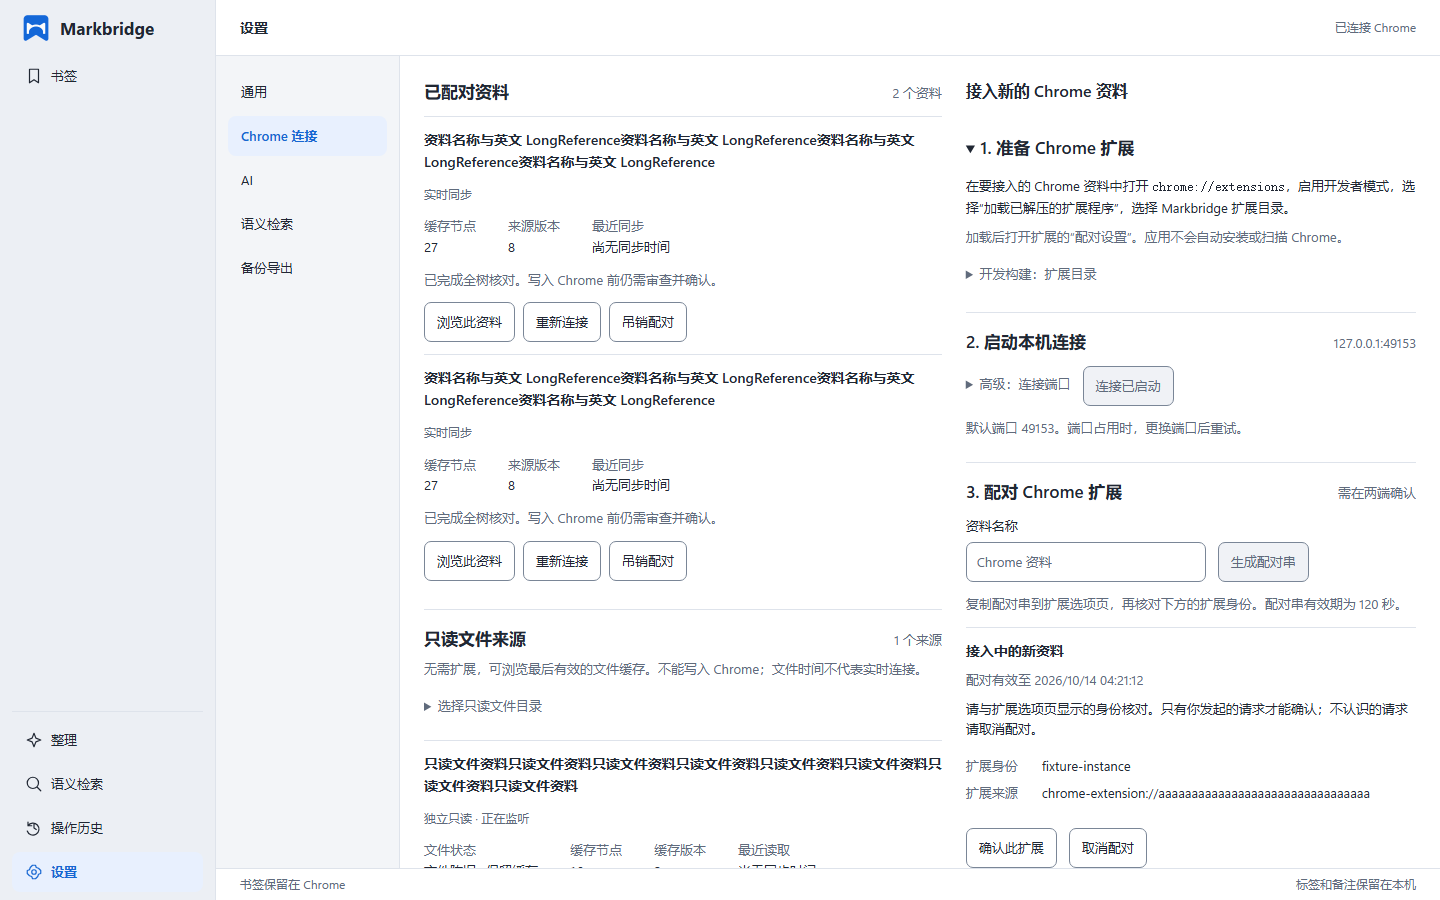 Markbridge
书签
整理
语义检索
操作历史
设置
设置
已连接 Chrome
通用
Chrome 连接
AI
语义检索
备份导出
已配对资料
2 个资料
资料名称与英文 LongReference资料名称与英文 LongReference资料名称与英文
LongReference资料名称与英文 LongReference
实时同步
缓存节点 来源版本 最近同步
27 8 尚无同步时间
已完成全树核对。写入 Chrome 前仍需审查并确认。
浏览此资料 重新连接 吊销配对
资料名称与英文 LongReference资料名称与英文 LongReference资料名称与英文
LongReference资料名称与英文 LongReference
实时同步
缓存节点 来源版本 最近同步
27 8 尚无同步时间
已完成全树核对。写入 Chrome 前仍需审查并确认。
浏览此资料 重新连接 吊销配对
只读文件来源
1 个来源
无需扩展，可浏览最后有效的文件缓存。不能写入 Chrome；文件时间不代表实时连接。
选择只读文件目录
只读文件资料只读文件资料只读文件资料只读文件资料只读文件资料只读文件资料只
读文件资料只读文件资料
独立只读 · 正在监听
文件状态 缓存节点 缓存版本 最近读取
接入新的 Chrome 资料
1. 准备 Chrome 扩展
在要接入的 Chrome 资料中打开 chrome://extensions，启用开发者模式，选
择“加载已解压的扩展程序”，选择 Markbridge 扩展目录。
加载后打开扩展的“配对设置”。应用不会自动安装或扫描 Chrome。
开发构建：扩展目录
2. 启动本机连接
127.0.0.1:49153
高级：连接端口
连接已启动
默认端口 49153。端口占用时，更换端口后重试。
3. 配对 Chrome 扩展
需在两端确认
资料名称
Chrome 资料
生成配对串
复制配对串到扩展选项页，再核对下方的扩展身份。配对串有效期为 120 秒。
接入中的新资料
配对有效至 2026/10/14 04:21:12
请与扩展选项页显示的身份核对。只有你发起的请求才能确认；不认识的请求
请取消配对。
扩展身份 fixture-instance
扩展来源 chrome-extension://aaaaaaaaaaaaaaaaaaaaaaaaaaaaaaaa
确认此扩展 取消配对
书签保留在 Chrome
标签和备注保留在本机